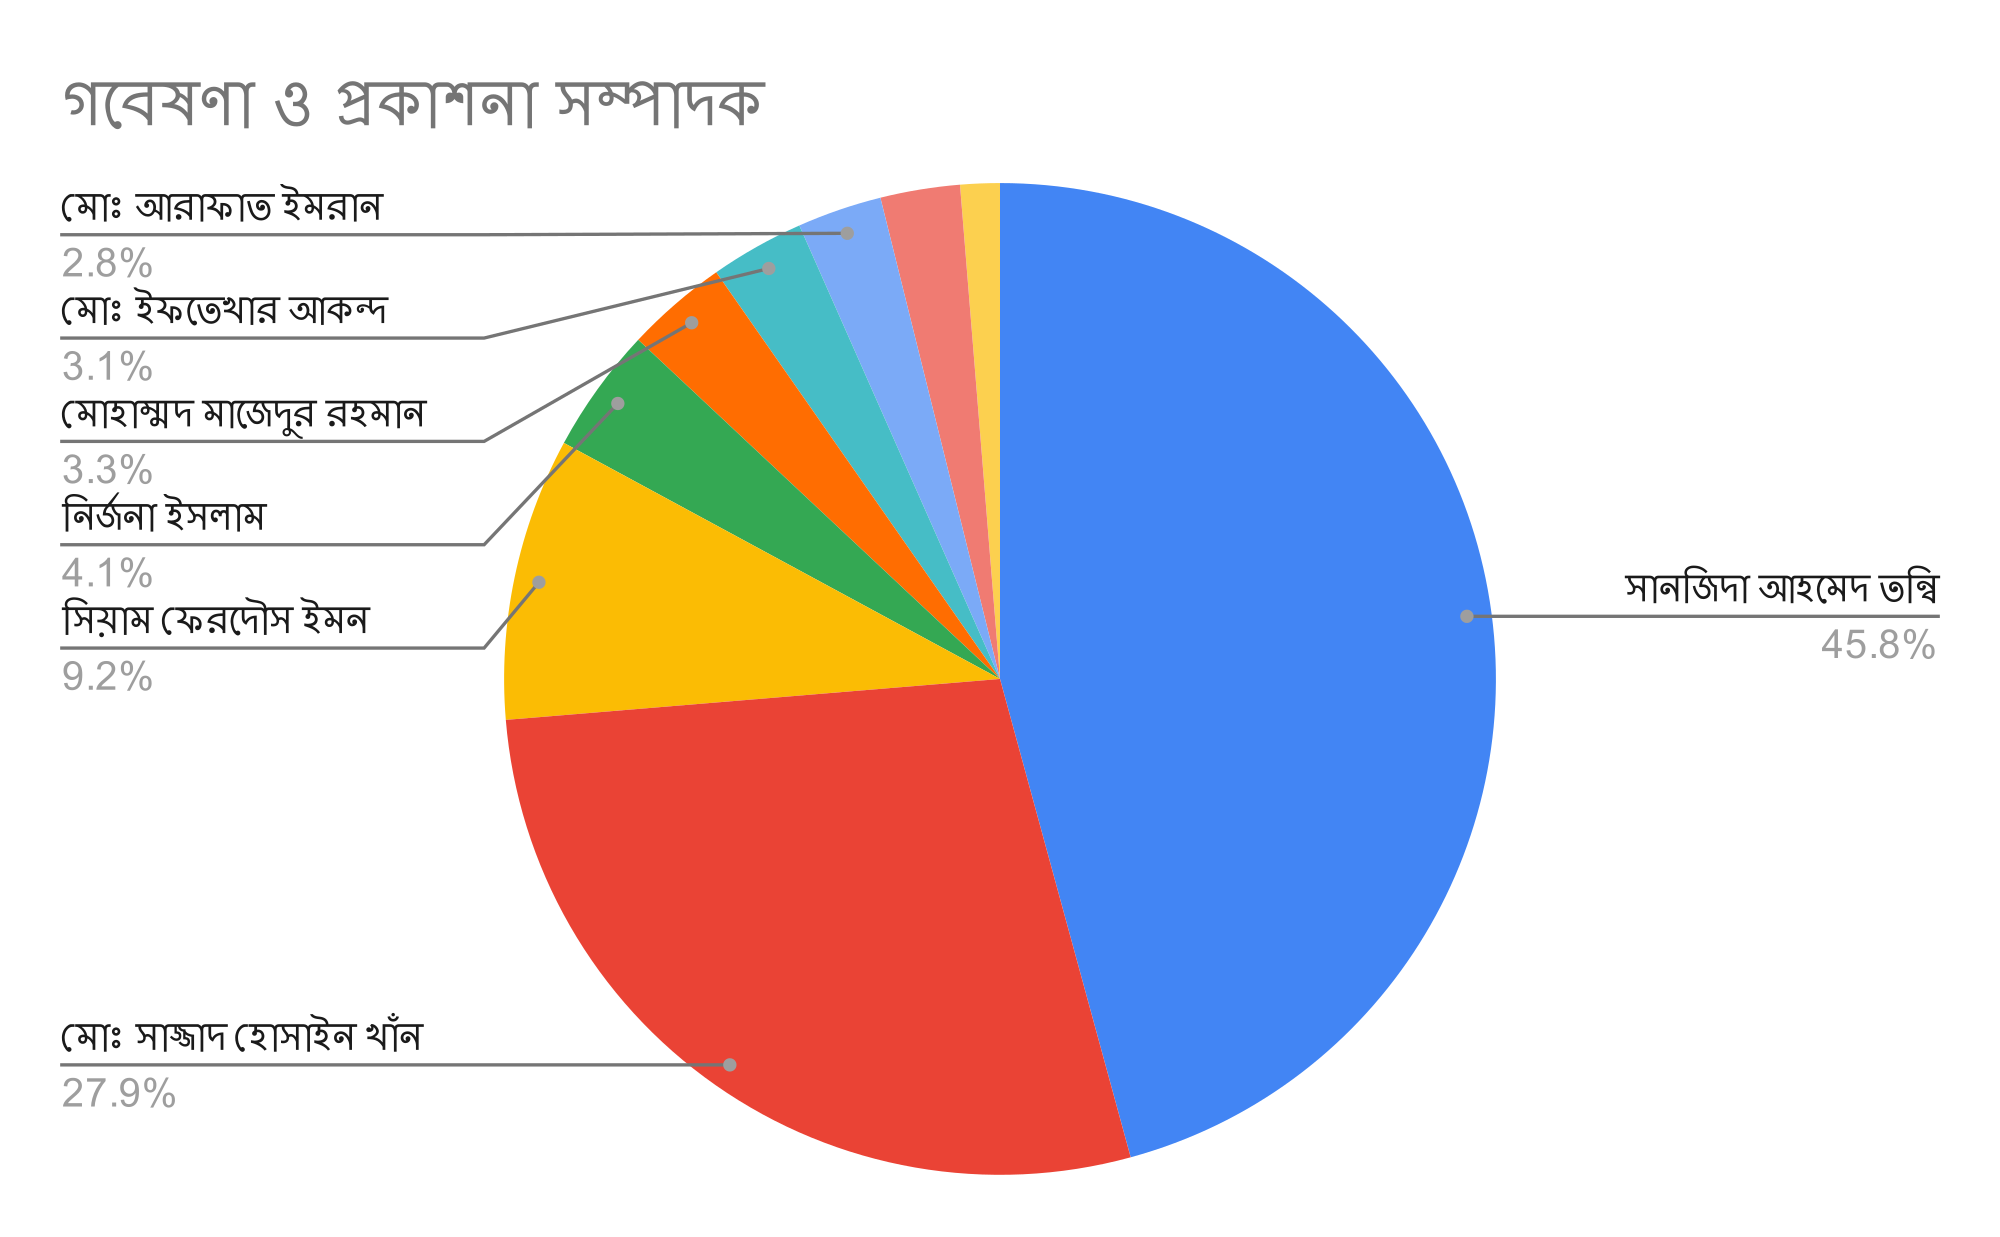 গবেষণা ও প্রকাশনা সম্পাদক
মোঃ আরাফাত ইমরান
2.8%
মোঃ ইফতেখার আকন্দ
3.1%
মোহাম্মদ মাজেদুর রহমান
3.3%
নির্জনা ইসলাম
4.1%
সিয়াম ফেরদৌস ইমন
9.2%
মোঃ সাজ্জাদ হোসাইন খাঁন
27.9%
সানজিদা আহমেদ তন্বি
45.8%